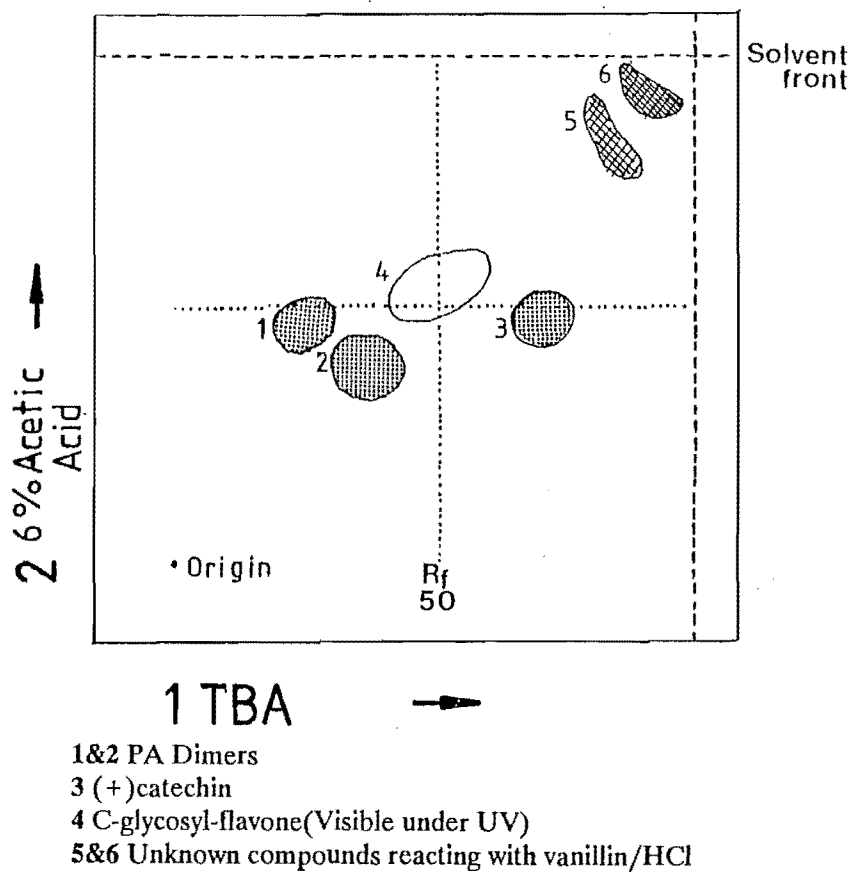 Solvent
front
6
5
4
1
2
3
2 6% Acetic
Acid
Origin
Rf
50
1 TBA
1&2 PA Dimers
3 (+)catechin
4 C-glycosyl-flavone(Visible under UV)
5&6 Unknown compounds reacting with vanillin/HCl